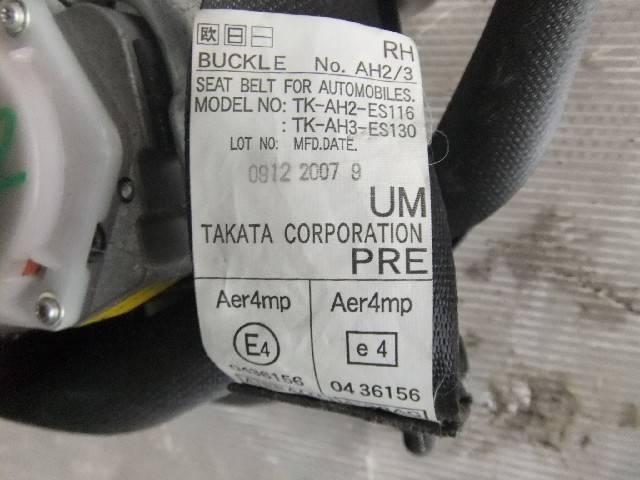 欧 日 一 RH
BUCKLE No. AH2/3
SEAT BELT FOR AUTOMOBILES.
MODEL NO: TK-AH2-ES116
: TK-AH3-ES130
LOT NO: MFD.DATE.
0912 2007 9
UM
TAKATA CORPORATION
PRE
Aer4mp Aer4mp
E4 e 4
0436156 04 36156